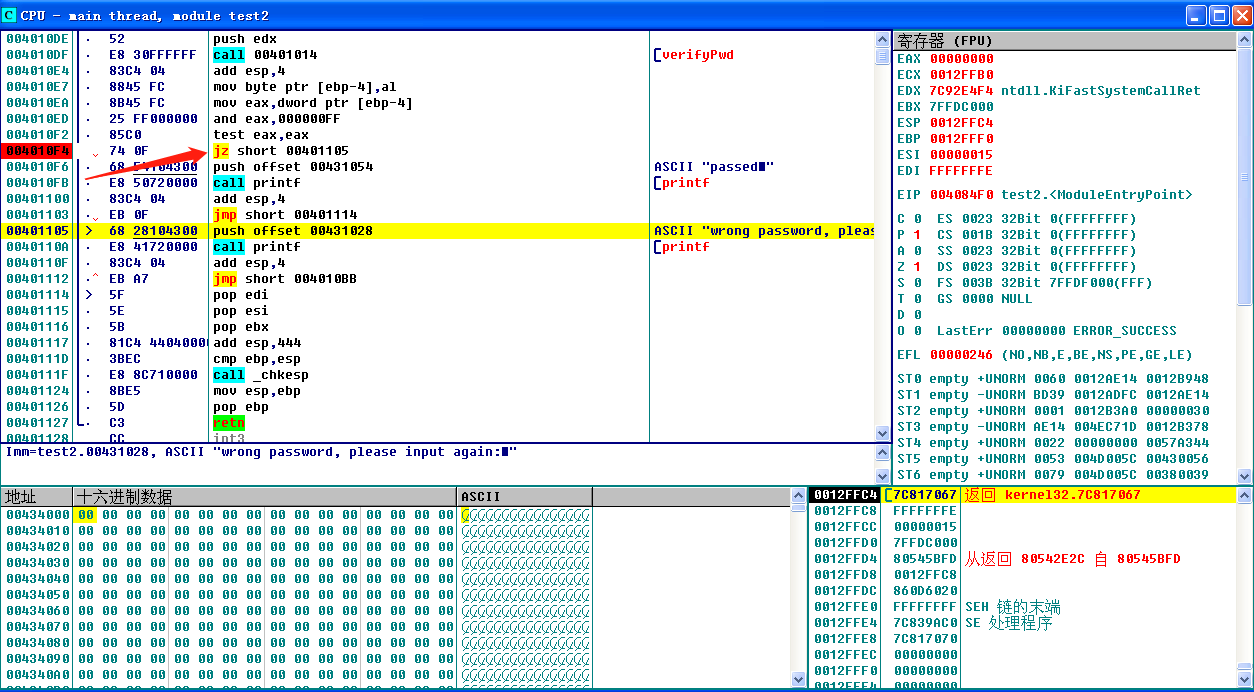 C CPU - main thread, module test2
004010DE · 52 push edx
004010DF · E8 30FFFFFF call 00401014 [verifyPwd
004010E4 · 83C4 04 add esp,4
004010E7 · 8845 FC mov byte ptr [ebp-4],al
004010EA · 8B45 FC mov eax,dword ptr [ebp-4]
004010ED · 25 FF000000 and eax,000000FF
004010F2 · 85C0 test eax,eax
004010F4 74 0F jz short 00401105
004010F6 · 68 54104300 push offset 00431054 ASCII "passed■"
004010FB · E8 50720000 call printf [printf
00401100 · 83C4 04 add esp,4
00401103 · EB 0F jmp short 00401114
00401105 > 68 28104300 push offset 00431028 ASCII "wrong password, pleas
0040110A · E8 41720000 call printf [printf
0040110F · 83C4 04 add esp,4
00401112 ·^ EB A7 jmp short 004010BB
00401114 > 5F pop edi
00401115 · 5E pop esi
00401116 · 5B pop ebx
00401117 · 81C4 44040000 add esp,444
0040111D · 3BEC cmp ebp,esp
0040111F · E8 8C710000 call _chkesp
00401124 · 8BE5 mov esp,ebp
00401126 · 5D pop ebp
00401127 · C3 retn
00401128 CC int3
Imm=test2.00431028, ASCII "wrong password, please input again:■"
寄存器 (FPU)
EAX 00000000
ECX 0012FFB0
EDX 7C92E4F4 ntdll.KiFastSystemCallRet
EBX 7FFDC000
ESP 0012FFC4
EBP 0012FFF0
ESI 00000015
EDI FFFFFFFE
EIP 004084F0 test2.<ModuleEntryPoint>
C 0 ES 0023 32Bit 0(FFFFFFFF)
P 1 CS 001B 32Bit 0(FFFFFFFF)
A 0 SS 0023 32Bit 0(FFFFFFFF)
Z 1 DS 0023 32Bit 0(FFFFFFFF)
S 0 FS 003B 32Bit 7FFDF000(FFF)
T 0 GS 0000 NULL
D 0
O 0 LastErr 00000000 ERROR_SUCCESS
EFL 00000246 (NO,NB,E,BE,NS,PE,GE,LE)
ST0 empty +UNORM 0060 0012AE14 0012B948
ST1 empty -UNORM BD39 0012ADFC 0012AE14
ST2 empty +UNORM 0001 0012B3A0 00000030
ST3 empty -UNORM AE14 004EC71D 0012B378
ST4 empty +UNORM 0022 00000000 0057A344
ST5 empty +UNORM 0053 004D005C 00430056
ST6 empty +UNORM 0079 004D005C 00380039
地址 十六进制数据 ASCII
00434000 00 00 00 00 00 00 00 00 00 00 00 00 00 00 00 00
00434010 00 00 00 00 00 00 00 00 00 00 00 00 00 00 00 00
00434020 00 00 00 00 00 00 00 00 00 00 00 00 00 00 00 00
00434030 00 00 00 00 00 00 00 00 00 00 00 00 00 00 00 00
00434040 00 00 00 00 00 00 00 00 00 00 00 00 00 00 00 00
00434050 00 00 00 00 00 00 00 00 00 00 00 00 00 00 00 00
00434060 00 00 00 00 00 00 00 00 00 00 00 00 00 00 00 00
00434070 00 00 00 00 00 00 00 00 00 00 00 00 00 00 00 00
00434080 00 00 00 00 00 00 00 00 00 00 00 00 00 00 00 00
00434090 00 00 00 00 00 00 00 00 00 00 00 00 00 00 00 00
004340A0 00 00 00 00 00 00 00 00 00 00 00 00 00 00 00 00
0012FFC4 [7C817067 返回 kernel32.7C817067
0012FFC8 FFFFFFFE
0012FFCC 00000015
0012FFD0 7FFDC000
0012FFD4 80545BFD 从返回 80542E2C 自 80545BFD
0012FFD8 0012FFC8
0012FFDC 860D6020
0012FFE0 FFFFFFFF SEH 链的末端
0012FFE4 7C839AC0 SE 处理程序
0012FFE8 7C817070
0012FFEC 00000000
0012FFF0 00000000
0012FFF4 00000000